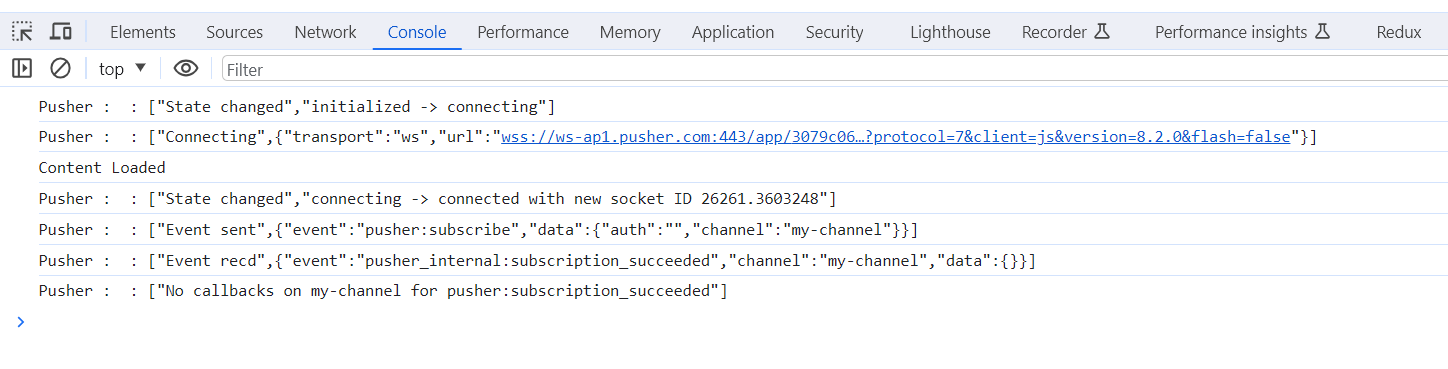 Elements Sources Network Console Performance Memory Application Security Lighthouse Recorder Performance insights Redux
top Filter
Pusher :  : ["State changed","initialized -> connecting"]
Pusher :  : ["Connecting",{"transport":"ws","url":"wss://ws-ap1.pusher.com:443/app/3079c06…?protocol=7&client=js&version=8.2.0&flash=false"}]
Content Loaded
Pusher :  : ["State changed","connecting -> connected with new socket ID 26261.3603248"]
Pusher :  : ["Event sent",{"event":"pusher:subscribe","data":{"auth":"","channel":"my-channel"}}]
Pusher :  : ["Event recd",{"event":"pusher_internal:subscription_succeeded","channel":"my-channel","data":{}}]
Pusher :  : ["No callbacks on my-channel for pusher:subscription_succeeded"]